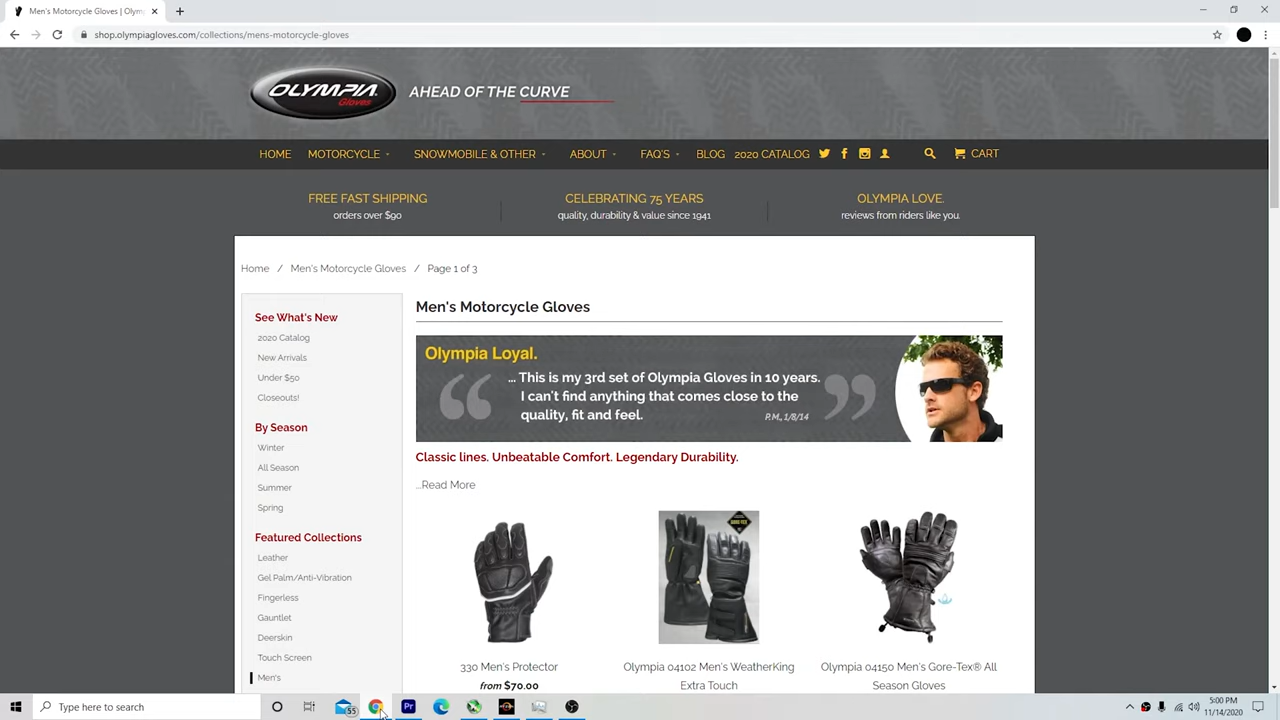 Men's Motorcycle Gloves | Olym
shop.olympiagloves.com/collections/mens-motorcycle-gloves
OLYMPIA
Gloves
AHEAD OF THE CURVE
HOME MOTORCYCLE SNOWMOBILE & OTHER ABOUT FAQ'S BLOG 2020 CATALOG CART
FREE FAST SHIPPING
orders over $90
CELEBRATING 75 YEARS
quality, durability & value since 1941
OLYMPIA LOVE.
reviews from riders like you.
Home / Men's Motorcycle Gloves / Page 1 of 3
See What's New
2020 Catalog
New Arrivals
Under $50
Closeouts!
By Season
Winter
All Season
Summer
Spring
Featured Collections
Leather
Gel Palm/Anti-Vibration
Fingerless
Gauntlet
Deerskin
Touch Screen
Men's
Men's Motorcycle Gloves
Olympia Loyal.
“ ... This is my 3rd set of Olympia Gloves in 10 years. ”
I can't find anything that comes close to the
quality, fit and feel.
P.M., 1/8/14
Classic lines. Unbeatable Comfort. Legendary Durability.
...Read More
GORE-TEX
330 Men's Protector
from $70.00
Olympia 04102 Men's WeatherKing
Extra Touch
Olympia 04150 Men's Gore-Tex® All
Season Gloves
Type here to search
55
Pr
5:00 PM
11/14/2020